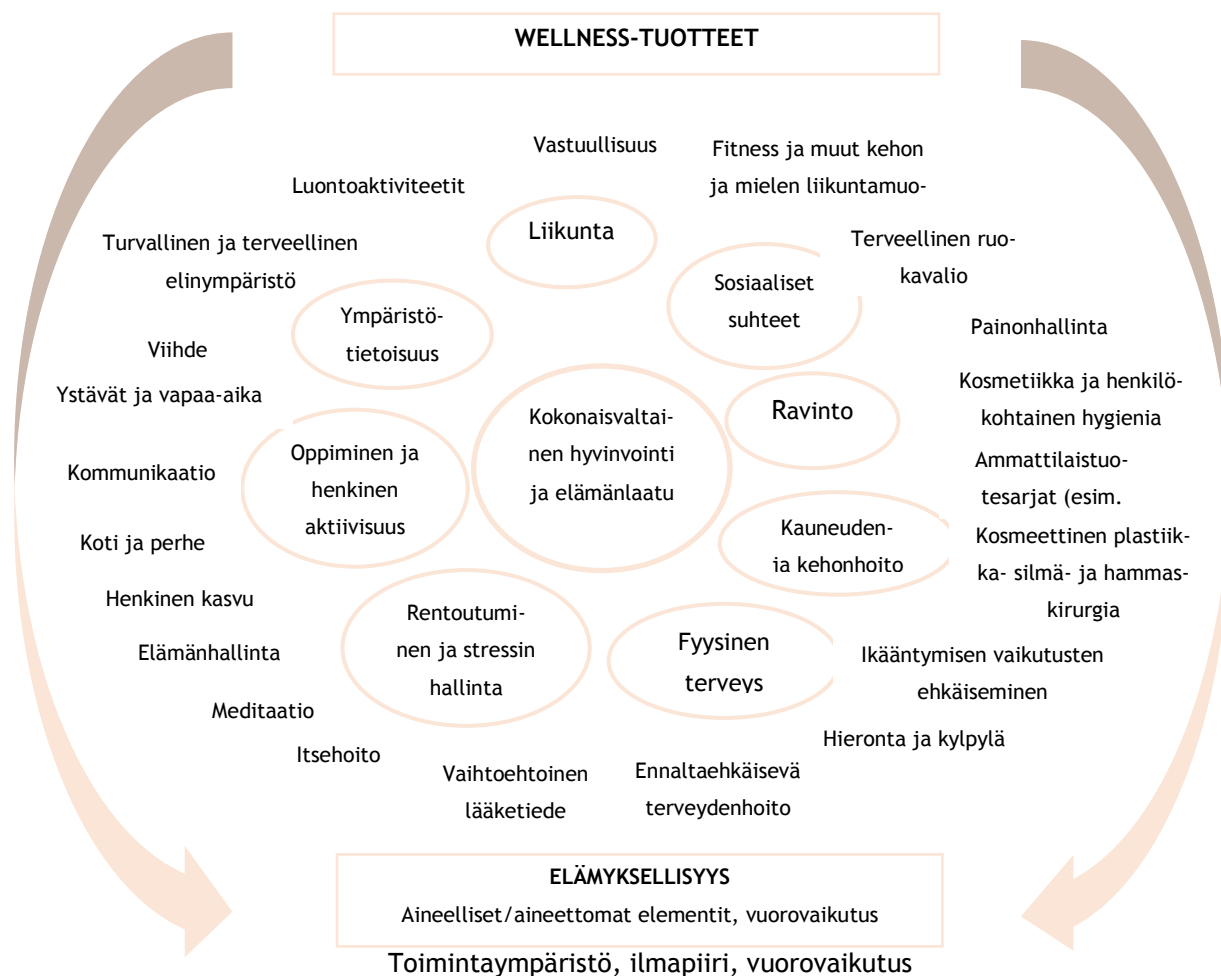 WELLNESS-TUOTTEET
Vastuullisuus
Fitness ja muut kehon
ja mielen liikuntamuo-
Luontoaktiviteetit
Liikunta
Turvallinen ja terveellinen
elinympäristö
Terveellinen ruo-
kavalio
Sosiaaliset
suhteet
Ympäristö-
tietoisuus
Painonhallinta
Viihde
Ystävät ja vapaa-aika
Kosmetiikka ja henkilö-
kohtainen hygienia
Ravinto
Kokonaisvaltai-
nen hyvinvointi
ja elämänlaatu
Oppiminen ja
henkinen
aktiivisuus
Kommunikaatio
Ammattilaistuo-
tesarjat (esim.
Kauneuden-
ja kehonhoito
Koti ja perhe
Kosmeettinen plastiik-
ka- silmä- ja hammas-
kirurgia
Henkinen kasvu
Rentoutumi-
nen ja stressin
hallinta
Fyysinen
terveys
Elämänhallinta
Ikääntymisen vaikutusten
ehkäiseminen
Meditaatio
Hieronta ja kylpylä
Itsehoito
Vaihtoehtoinen
lääketiede
Ennaltaehkäisevä
terveydenhoito
ELÄMYKSELLISYYS
Aineelliset/aineettomat elementit, vuorovaikutus
Toimintaympäristö, ilmapiiri, vuorovaikutus